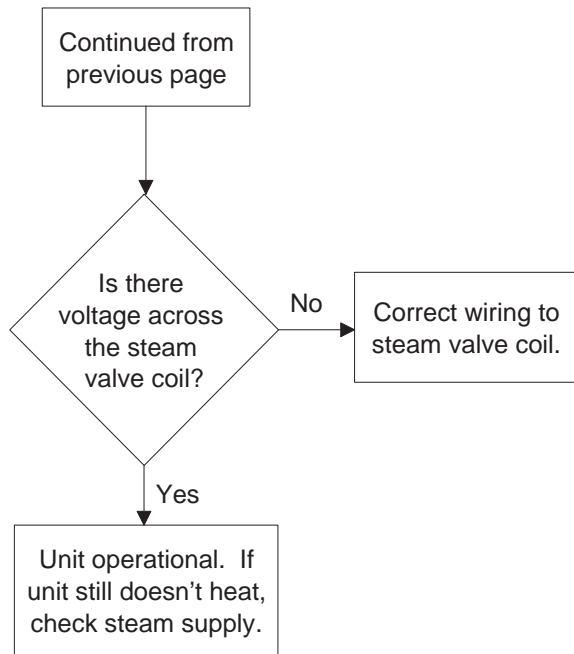 Continued from
previous page
Is there
voltage across
the steam
valve coil?
No
Correct wiring to
steam valve coil.
Yes
Unit operational.  If
unit still doesn’t heat,
check steam supply.